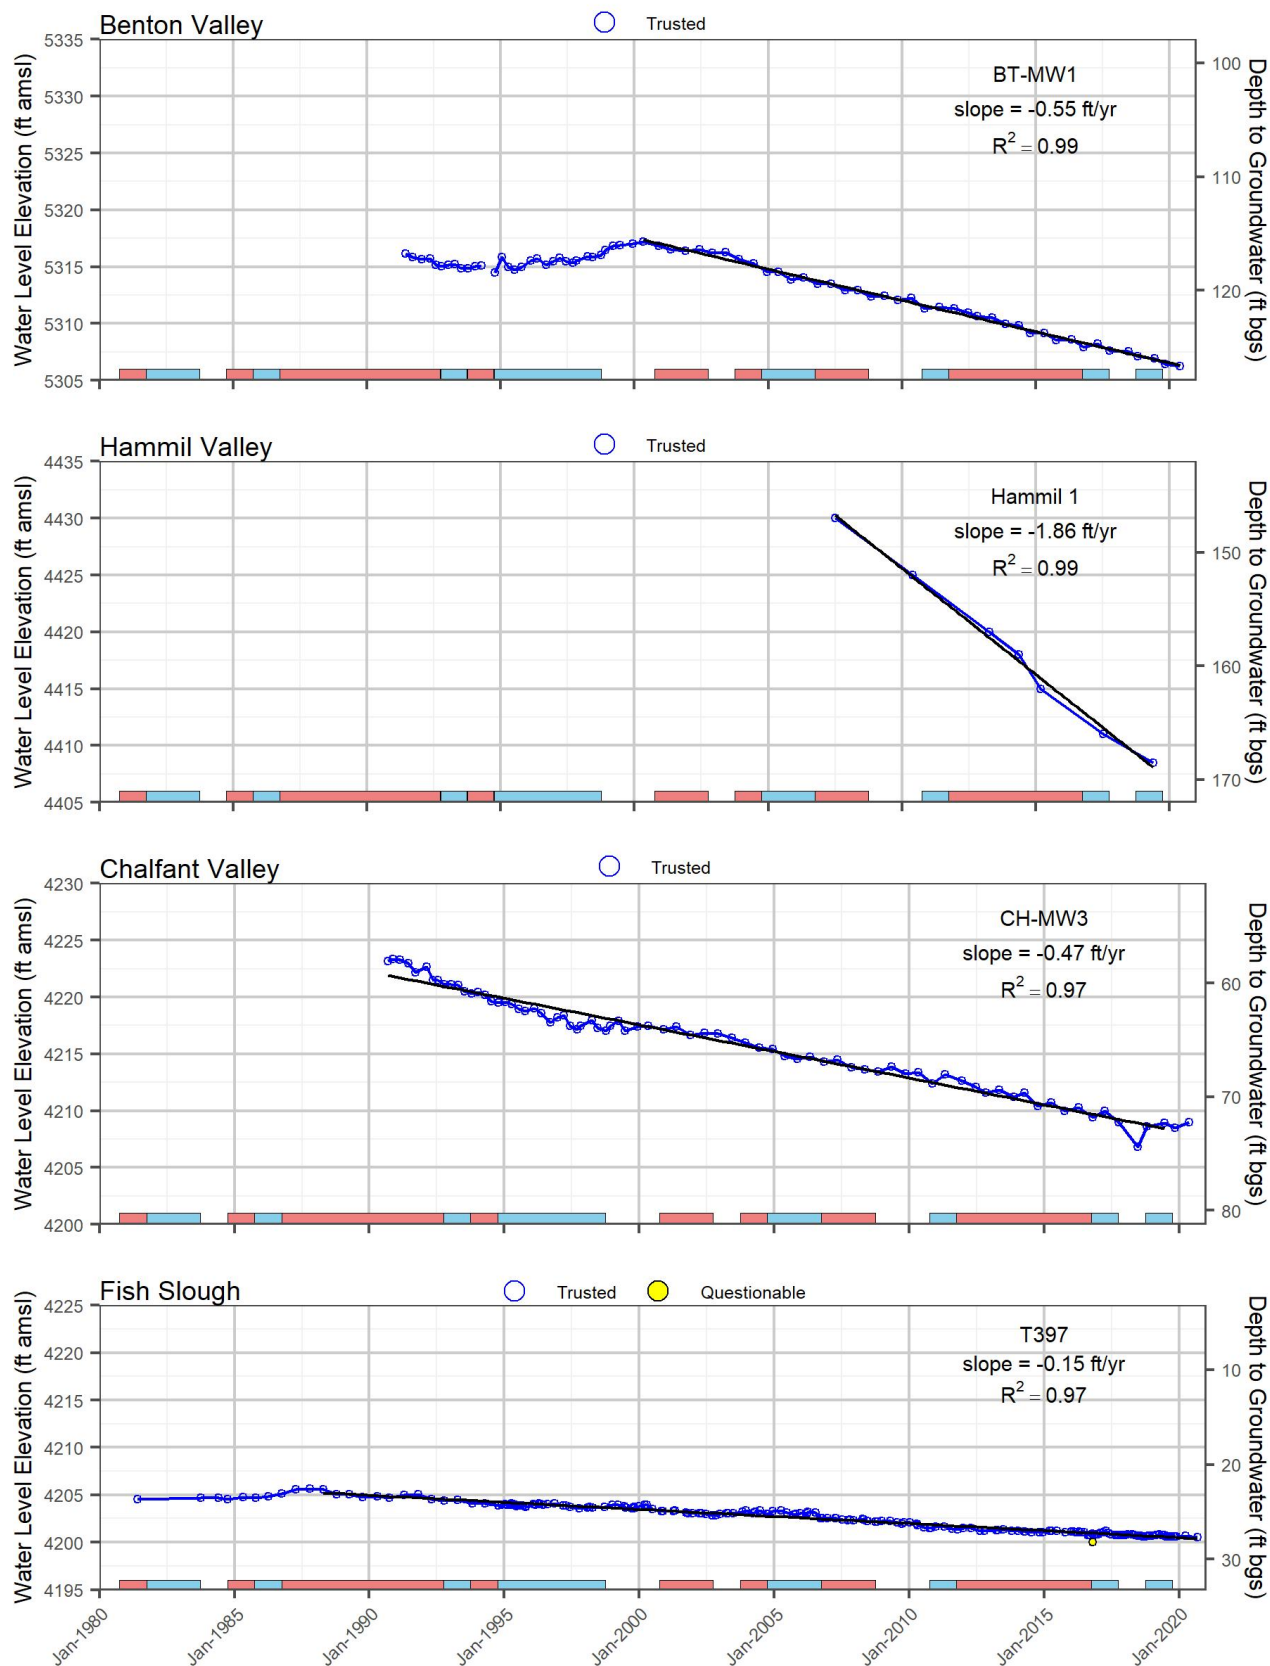 Benton Valley
Trusted
Water Level Elevation (ft amsl)
5335
5330
5325
5320
5315
5310
5305
BT-MW1
slope = -0.55 ft/yr
R² = 0.99
100
110
120
Depth to Groundwater (ft bgs)
Hammil Valley
Trusted
Water Level Elevation (ft amsl)
4435
4430
4425
4420
4415
4410
4405
Hammil 1
slope = -1.86 ft/yr
R² = 0.99
150
160
170
Depth to Groundwater (ft bgs)
Chalfant Valley
Trusted
Water Level Elevation (ft amsl)
4230
4225
4220
4215
4210
4205
4200
CH-MW3
slope = -0.47 ft/yr
R² = 0.97
60
70
80
Depth to Groundwater (ft bgs)
Fish Slough
Trusted
Questionable
Water Level Elevation (ft amsl)
4225
4220
4215
4210
4205
4200
4195
T397
slope = -0.15 ft/yr
R² = 0.97
10
20
30
Depth to Groundwater (ft bgs)
Jan-1980
Jan-1985
Jan-1990
Jan-1995
Jan-2000
Jan-2005
Jan-2010
Jan-2015
Jan-2020